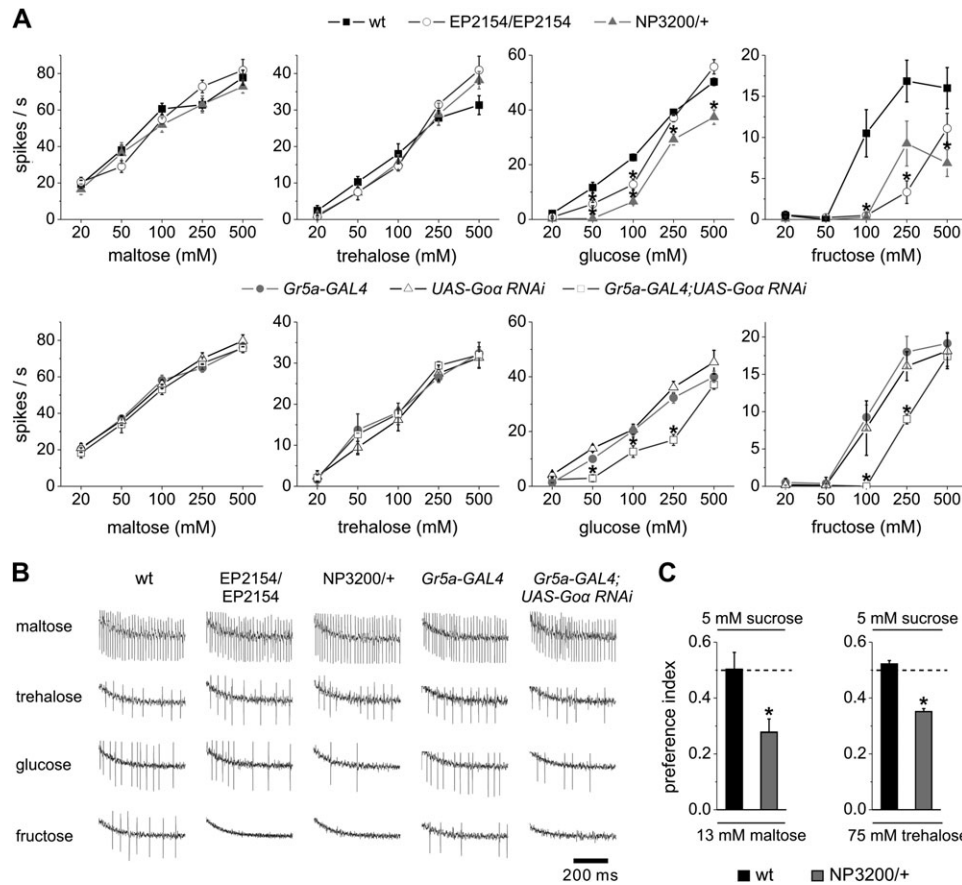 A
wt EP2154/EP2154 NP3200/+
spikes / s
80
60
40
20
0
20 50 100 250 500
maltose (mM)
40
30
20
10
0
20 50 100 250 500
trehalose (mM)
60
40
20
0
* * * * * *
20 50 100 250 500
glucose (mM)
20
15
10
5
0
* * *
20 50 100 250 500
fructose (mM)
Gr5a-GAL4 UAS-Goα RNAi Gr5a-GAL4;UAS-Goα RNAi
spikes / s
80
60
40
20
0
20 50 100 250 500
maltose (mM)
40
30
20
10
0
20 50 100 250 500
trehalose (mM)
60
40
20
0
* * *
20 50 100 250 500
glucose (mM)
20
15
10
5
0
* *
20 50 100 250 500
fructose (mM)
B
wt EP2154/ NP3200/+ Gr5a-GAL4 Gr5a-GAL4;
EP2154 UAS-Goα RNAi
maltose
trehalose
glucose
fructose
200 ms
C
5 mM sucrose 5 mM sucrose
preference index
0.6 0.6
0.4 0.4
0.2 0.2
0.0 0.0
* *
13 mM maltose 75 mM trehalose
wt NP3200/+